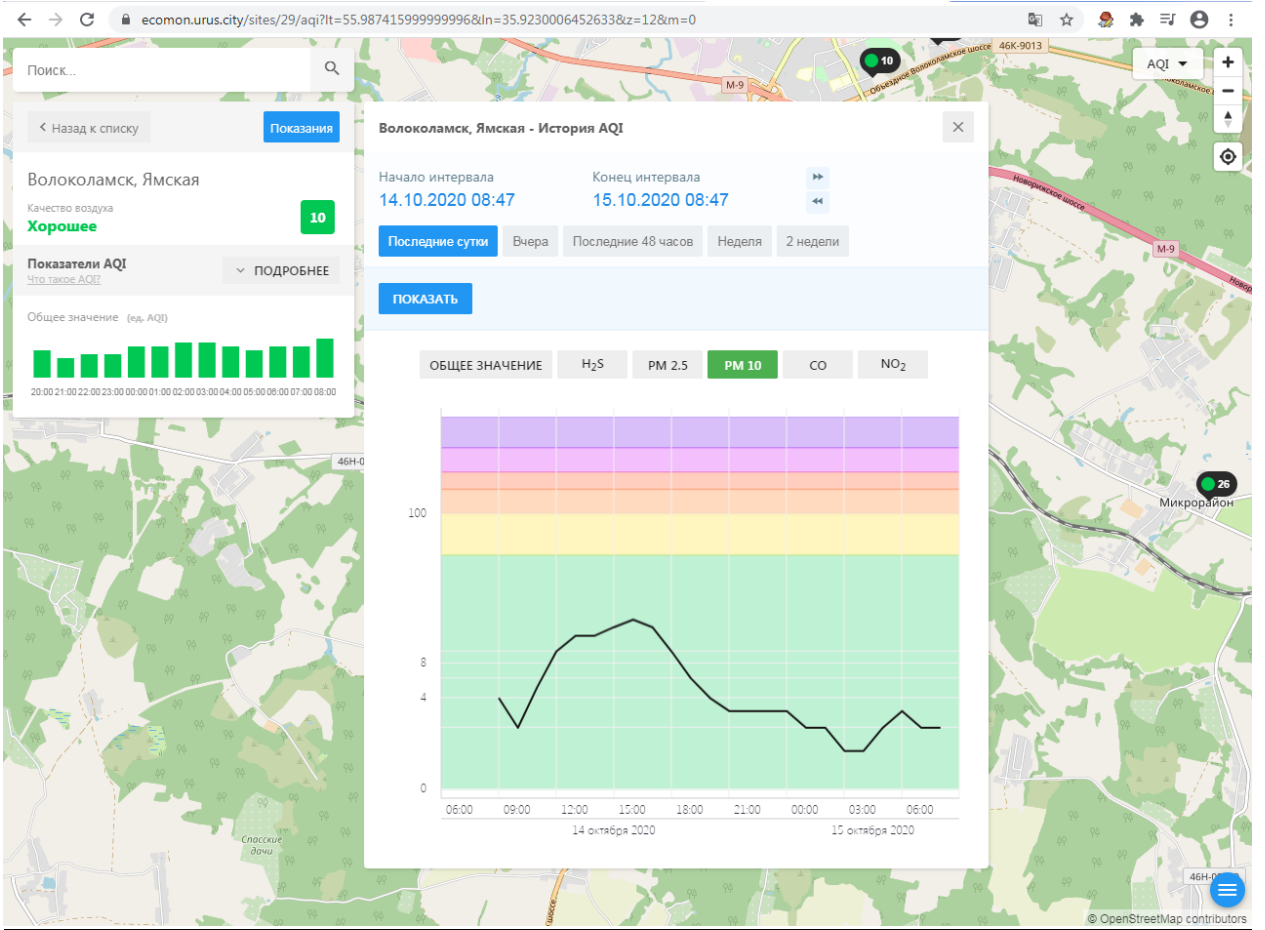 ecomon.urus.city/sites/29/aqi?lt=55.9874159999999996&ln=35.9230006452633&z=12&m=0
Поиск...
Назад к списку
Показания
Волоколамск, Ямская
Качество воздуха
Хорошее
10
Показатели AQI
Что такое AQI?
ПОДРОБНЕЕ
Общее значение (ед. AQI)
20:00 21:00 22:00 23:00 00:00 01:00 02:00 03:00 04:00 05:00 06:00 07:00 08:00
Волоколамск, Ямская - История AQI
Начало интервала
Конец интервала
14.10.2020 08:47
15.10.2020 08:47
Последние сутки
Вчера
Последние 48 часов
Неделя
2 недели
ПОКАЗАТЬ
ОБЩЕЕ ЗНАЧЕНИЕ
H₂S
PM 2.5
PM 10
CO
NO₂
100
8
4
0
06:00 09:00 12:00 15:00 18:00 21:00 00:00 03:00 06:00
14 октября 2020
15 октября 2020
10
M-9
Объездное Волоколамское шоссе
46К-9013
AQI
Новорижское шоссе
M-9
26
Микрорайон
Спасские
дачи
© OpenStreetMap contributors